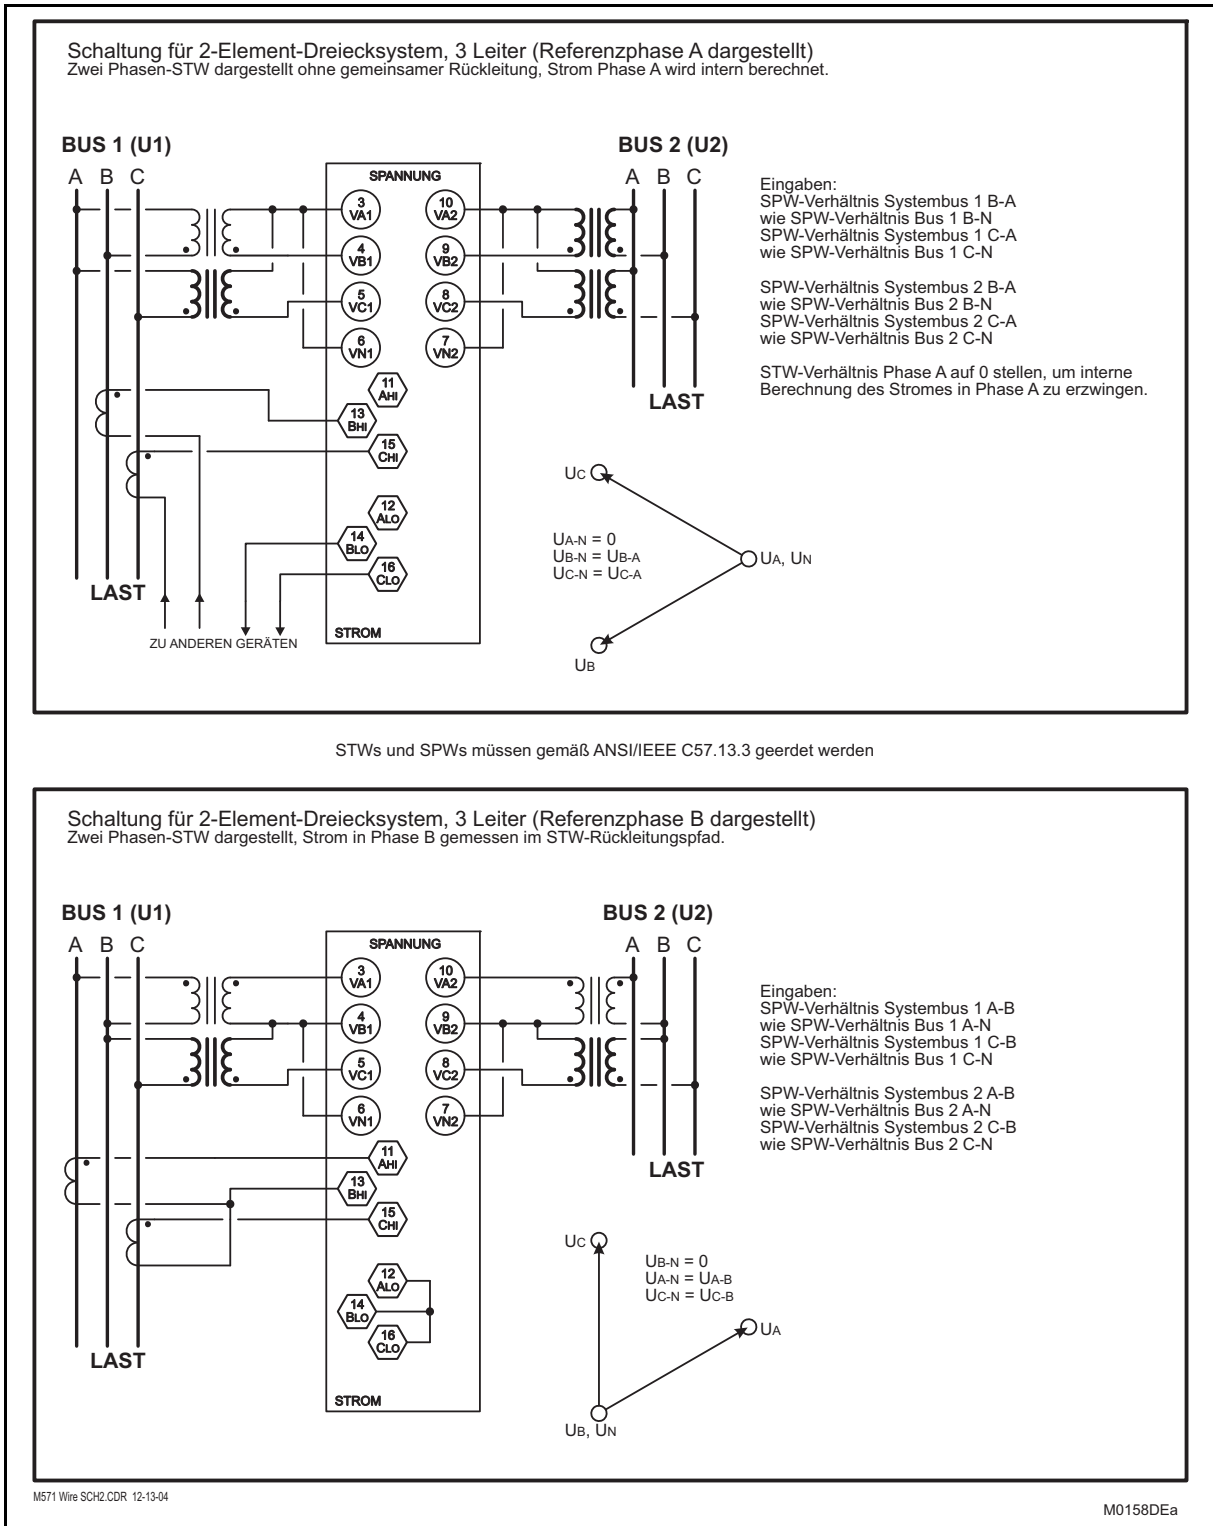 Schaltung für 2-Element-Dreiecksystem, 3 Leiter (Referenzphase A dargestellt)
Zwei Phasen-STW dargestellt ohne gemeinsamer Rückleitung, Strom Phase A wird intern berechnet.
BUS 1 (U1)
BUS 2 (U2)
A B C
SPANNUNG
A B C
3
VA1
10
VA2
4
VB1
9
VB2
5
VC1
8
VC2
6
VN1
7
VN2
11
AHI
13
BHI
15
CHI
12
ALO
14
BLO
16
CLO
STROM
LAST
LAST
ZU ANDEREN GERÄTEN
Eingaben:
SPW-Verhältnis Systembus 1 B-A
wie SPW-Verhältnis Bus 1 B-N
SPW-Verhältnis Systembus 1 C-A
wie SPW-Verhältnis Bus 1 C-N
SPW-Verhältnis Systembus 2 B-A
wie SPW-Verhältnis Bus 2 B-N
SPW-Verhältnis Systembus 2 C-A
wie SPW-Verhältnis Bus 2 C-N
STW-Verhältnis Phase A auf 0 stellen, um interne
Berechnung des Stromes in Phase A zu erzwingen.
UC
UA-N = 0
UB-N = UB-A
UC-N = UC-A
UA, UN
UB
STWs und SPWs müssen gemäß ANSI/IEEE C57.13.3 geerdet werden
Schaltung für 2-Element-Dreiecksystem, 3 Leiter (Referenzphase B dargestellt)
Zwei Phasen-STW dargestellt, Strom in Phase B gemessen im STW-Rückleitungspfad.
BUS 1 (U1)
BUS 2 (U2)
A B C
SPANNUNG
A B C
3
VA1
10
VA2
4
VB1
9
VB2
5
VC1
8
VC2
6
VN1
7
VN2
11
AHI
13
BHI
15
CHI
12
ALO
14
BLO
16
CLO
STROM
LAST
LAST
Eingaben:
SPW-Verhältnis Systembus 1 A-B
wie SPW-Verhältnis Bus 1 A-N
SPW-Verhältnis Systembus 1 C-B
wie SPW-Verhältnis Bus 1 C-N
SPW-Verhältnis Systembus 2 A-B
wie SPW-Verhältnis Bus 2 A-N
SPW-Verhältnis Systembus 2 C-B
wie SPW-Verhältnis Bus 2 C-N
UC
UB-N = 0
UA-N = UA-B
UC-N = UC-B
UA
UB, UN
M571 Wire SCH2.CDR 12-13-04
M0158DEa